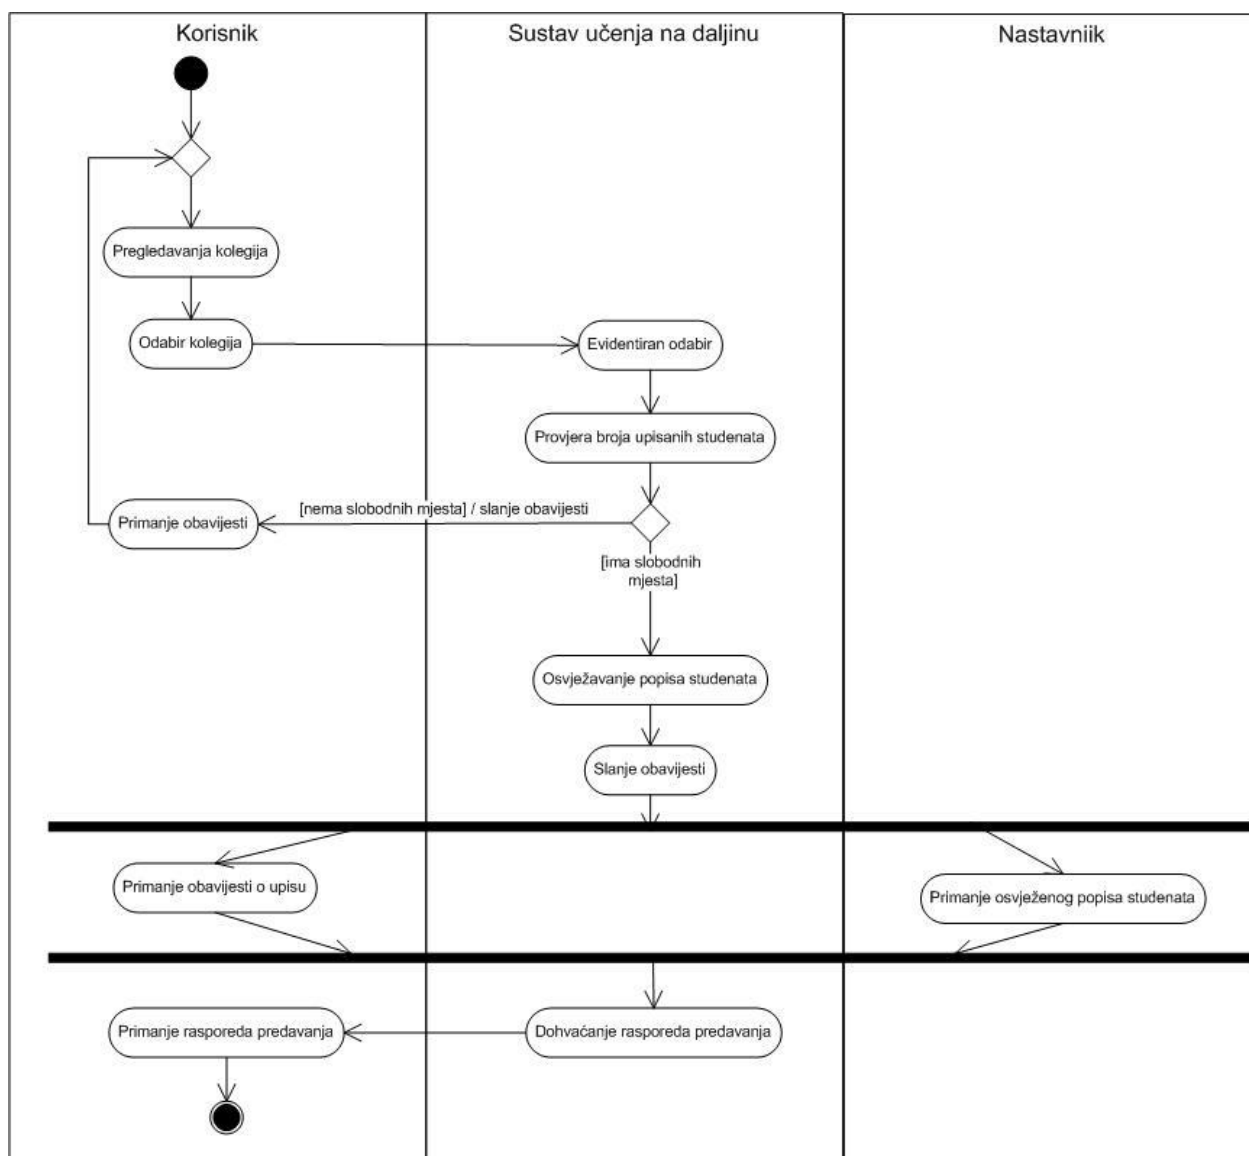 Korisnik
Sustav učenja na daljinu
Nastavniik
Pregledavanja kolegija
Odabir kolegija
Evidentiran odabir
Provjera broja upisanih studenata
[nema slobodnih mjesta] / slanje obavijesti
Primanje obavijesti
[ima slobodnih
mjesta]
Osvježavanje popisa studenata
Slanje obavijesti
Primanje obavijesti o upisu
Primanje osvježenog popisa studenata
Primanje rasporeda predavanja
Dohvaćanje rasporeda predavanja